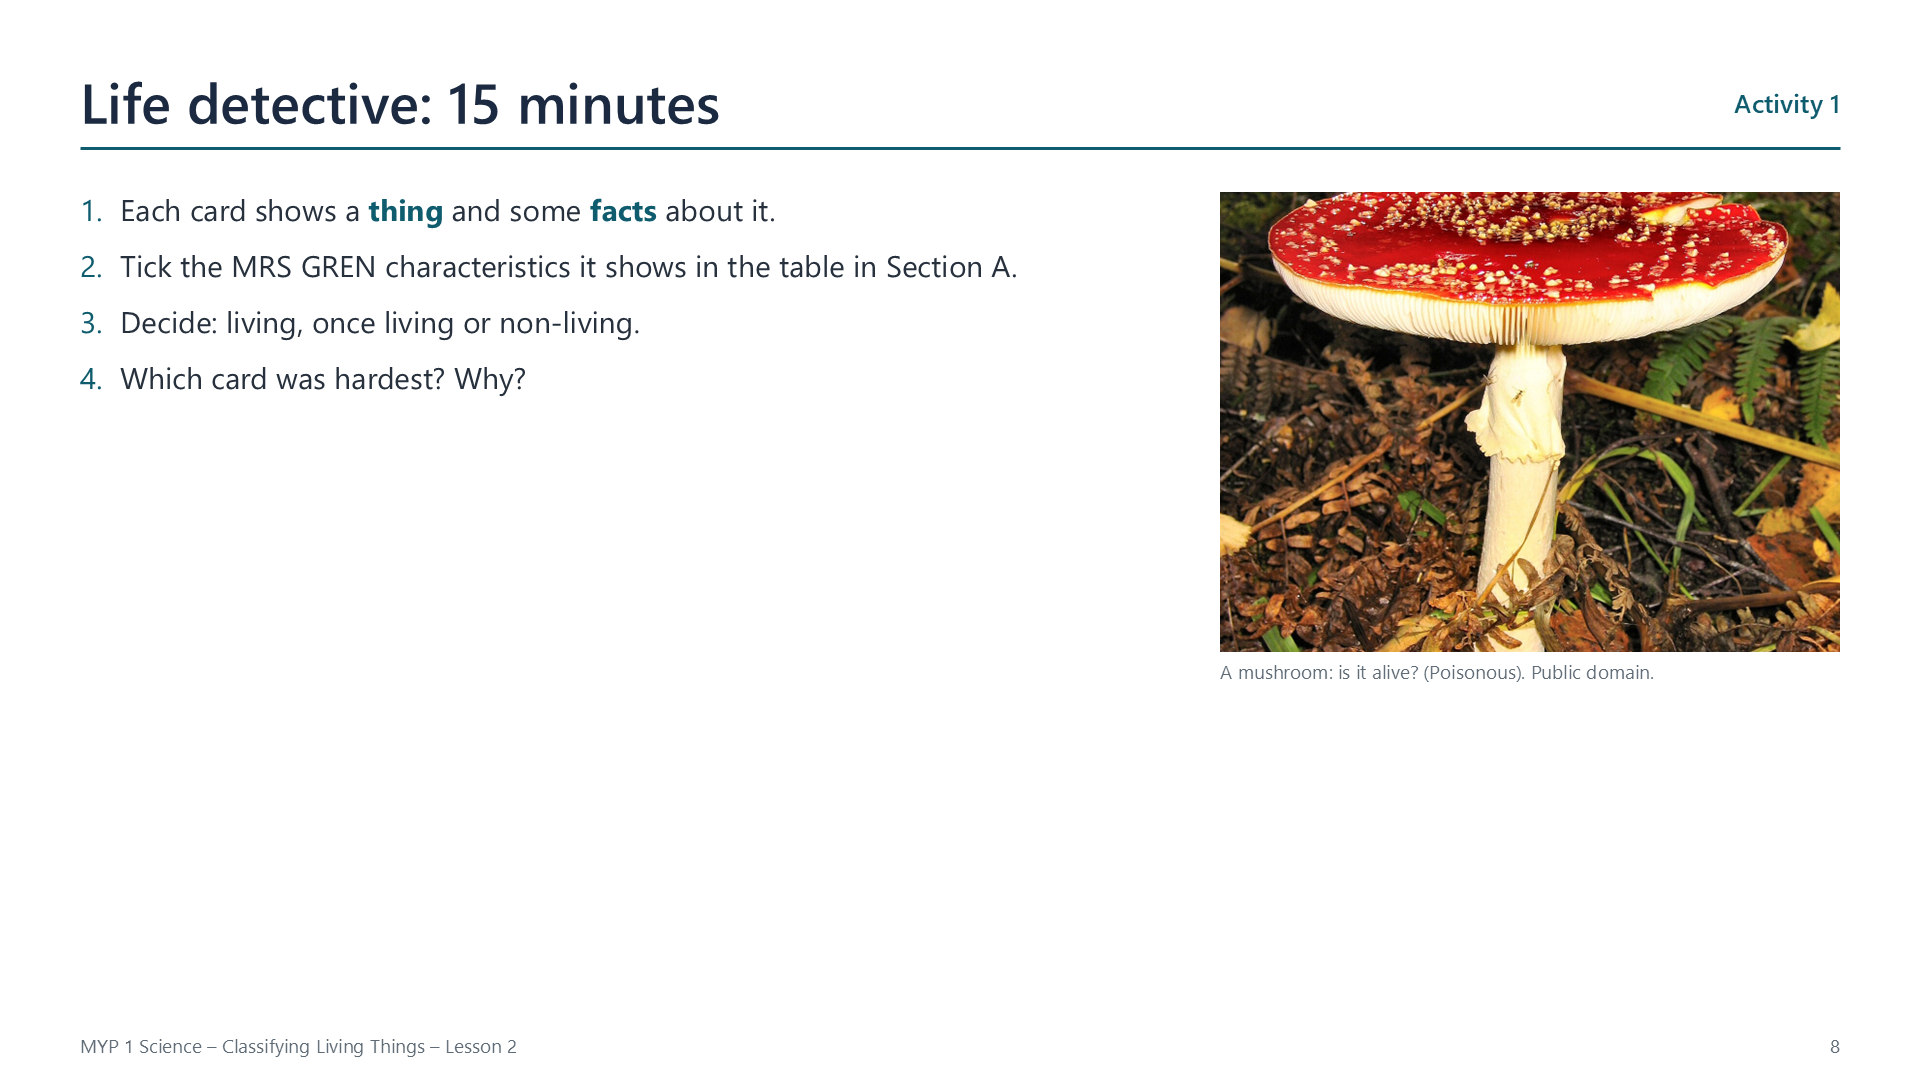 Life detective: 15 minutes
Activity 1
1. Each card shows a thing and some facts about it.
2. Tick the MRS GREN characteristics it shows in the table in Section A.
3. Decide: living, once living or non-living.
4. Which card was hardest? Why?
A mushroom: is it alive? (Poisonous). Public domain.
MYP 1 Science – Classifying Living Things – Lesson 2
8